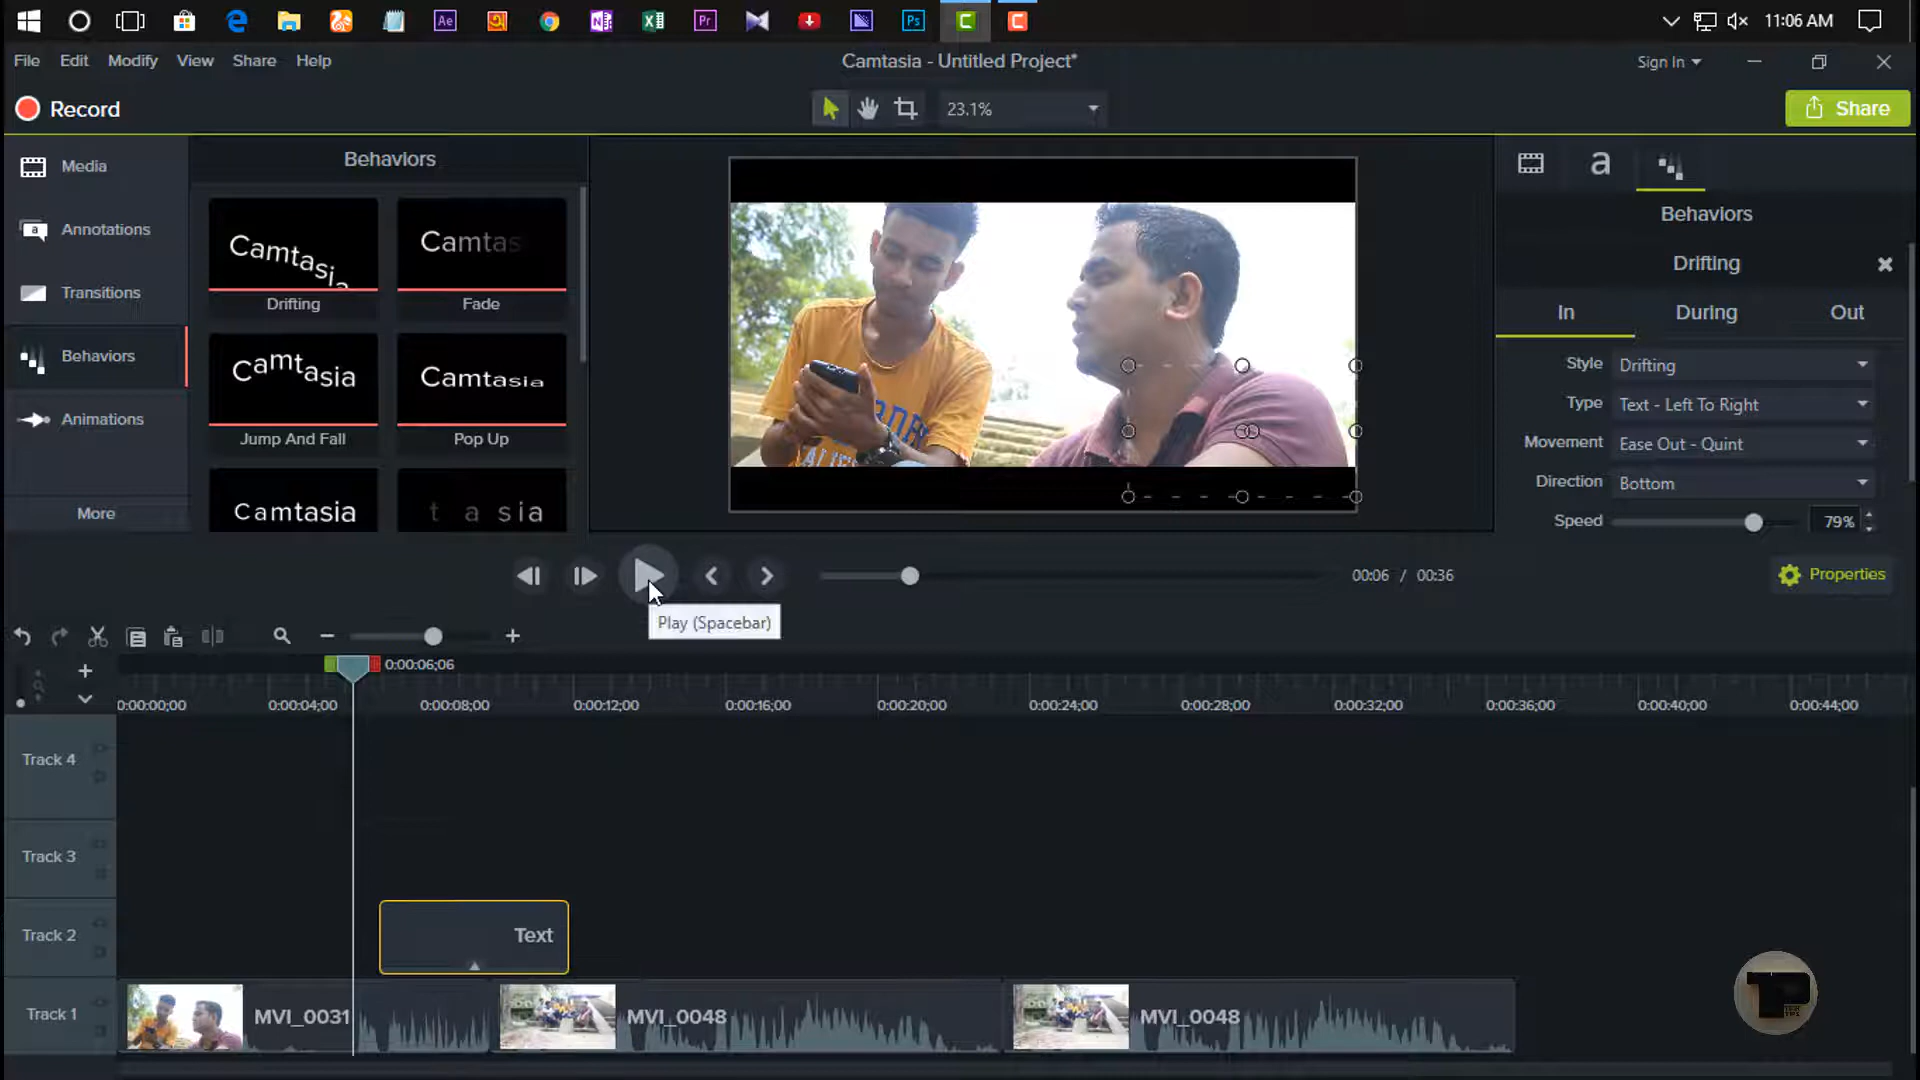 11:06 AM
File Edit Modify View Share Help
Camtasia - Untitled Project*
Sign In
Record
23.1%
Share
Media
Annotations
Transitions
Behaviors
Animations
More
Behaviors
Camtasia
Drifting
Camtas
Fade
Camtasia
Jump And Fall
Camtasia
Pop Up
Camtasia
t a sia
Behaviors
Drifting
In During Out
Style Drifting
Type Text - Left To Right
Movement Ease Out - Quint
Direction Bottom
Speed 79%
00:06 / 00:36
Properties
Play (Spacebar)
0:00:06;06
0:00:00;00 0:00:04;00 0:00:08;00 0:00:12;00 0:00:16;00 0:00:20;00 0:00:24;00 0:00:28;00 0:00:32;00 0:00:36;00 0:00:40;00 0:00:44;00
Track 4
Track 3
Track 2
Text
Track 1
MVI_0031
MVI_0048
MVI_0048